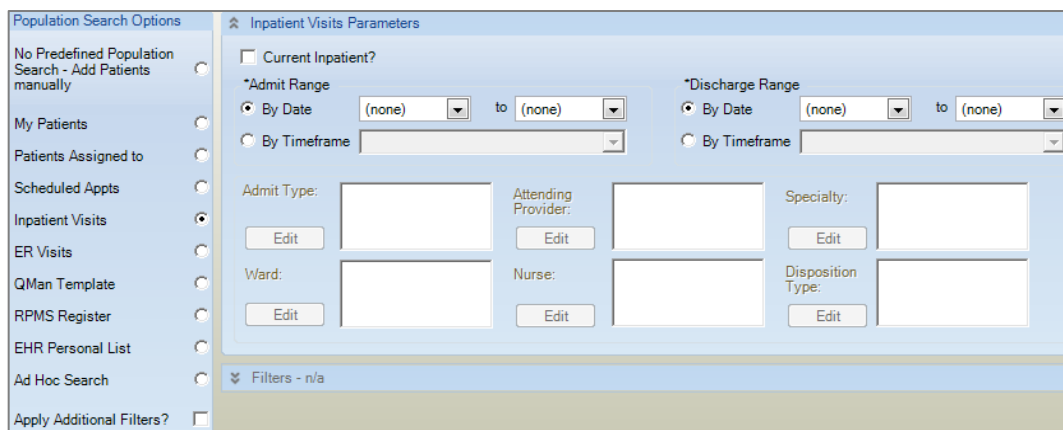 Population Search Options
No Predefined Population
Search - Add Patients
manually
My Patients
Patients Assigned to
Scheduled Appts
Inpatient Visits
ER Visits
QMan Template
RPMS Register
EHR Personal List
Ad Hoc Search
Apply Additional Filters?
Inpatient Visits Parameters
Current Inpatient?
*Admit Range
By Date (none) to (none)
By Timeframe
*Discharge Range
By Date (none) to (none)
By Timeframe
Admit Type:
Edit
Attending
Provider:
Edit
Specialty:
Edit
Ward:
Edit
Nurse:
Edit
Disposition
Type:
Edit
Filters - n/a